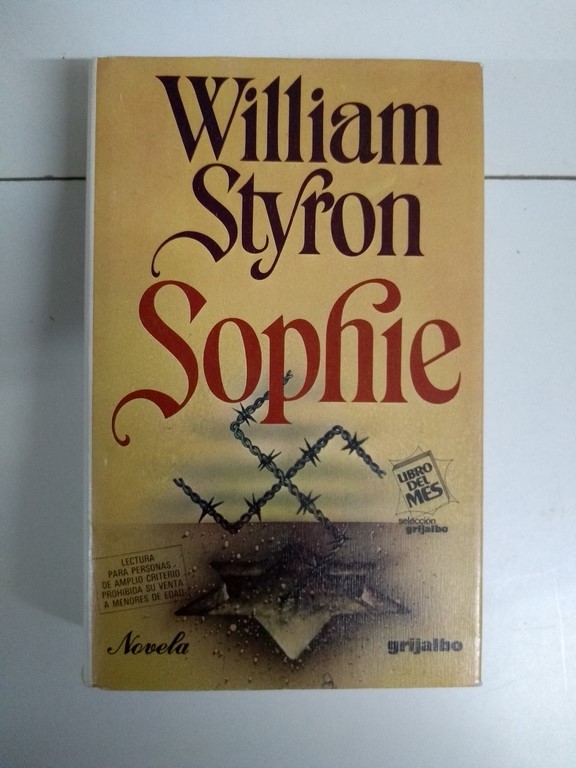 William
Styron
Sophie
LIBRO
DEL
MES
selección
grijalbo
LECTURA
PARA PERSONAS
DE AMPLIO CRITERIO
PROHIBIDA SU VENTA
A MENORES DE EDAD
Novela
grijalbo